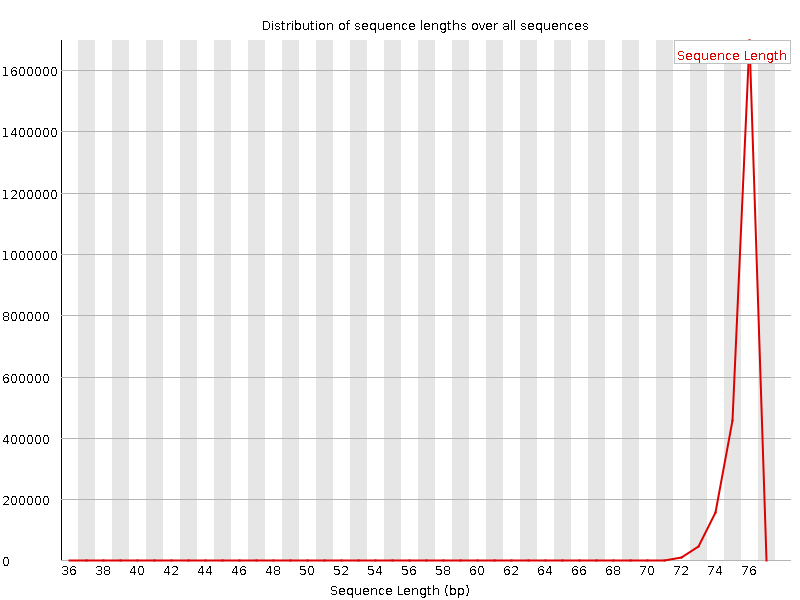 Distribution of sequence lengths over all sequences
Sequence Length
1600000
1400000
1200000
1000000
800000
600000
400000
200000
0
36 38 40 42 44 46 48 50 52 54 56 58 60 62 64 66 68 70 72 74 76
Sequence Length (bp)